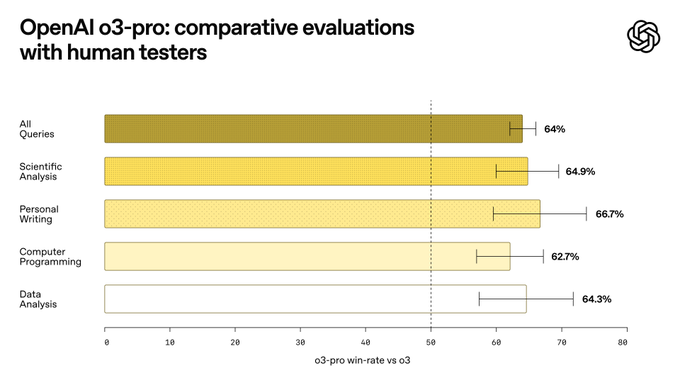 OpenAI o3-pro: comparative evaluations
with human testers
All
Queries
64%
Scientific
Analysis
64.9%
Personal
Writing
66.7%
Computer
Programming
62.7%
Data
Analysis
64.3%
0 10 20 30 40 50 60 70 80
o3-pro win-rate vs o3